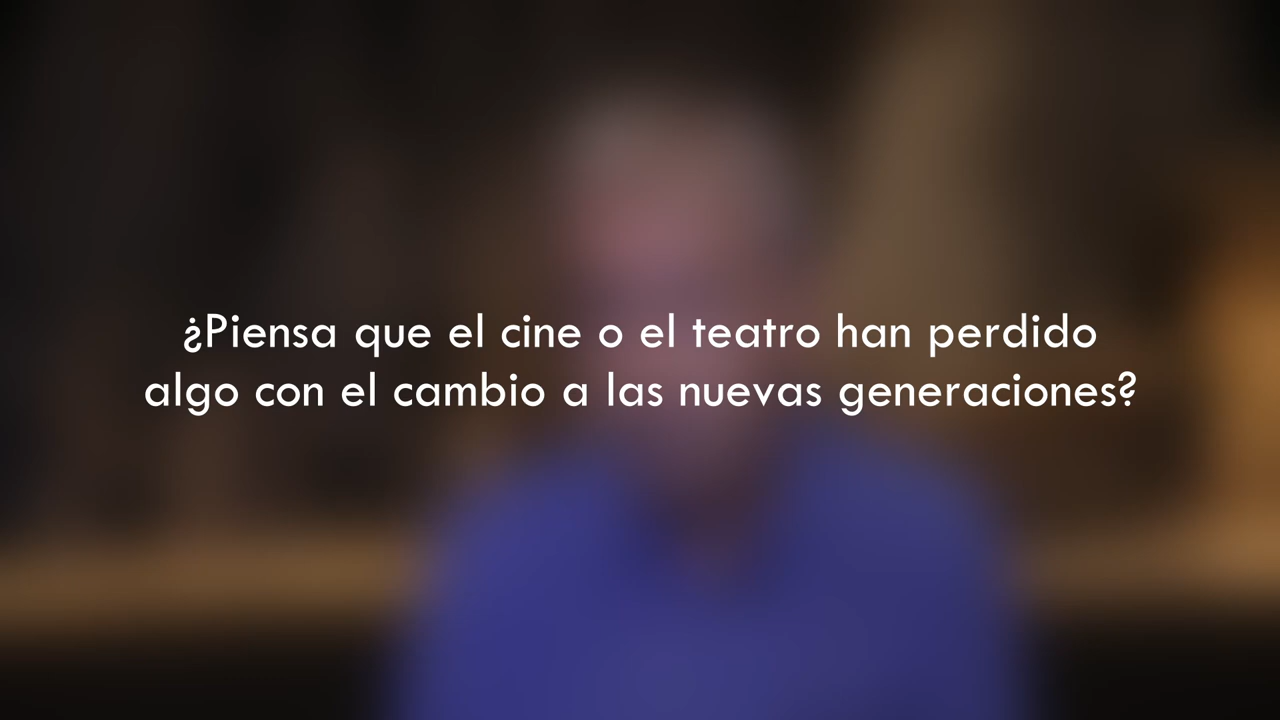 ¿Piensa que el cine o el teatro han perdido
algo con el cambio a las nuevas generaciones?